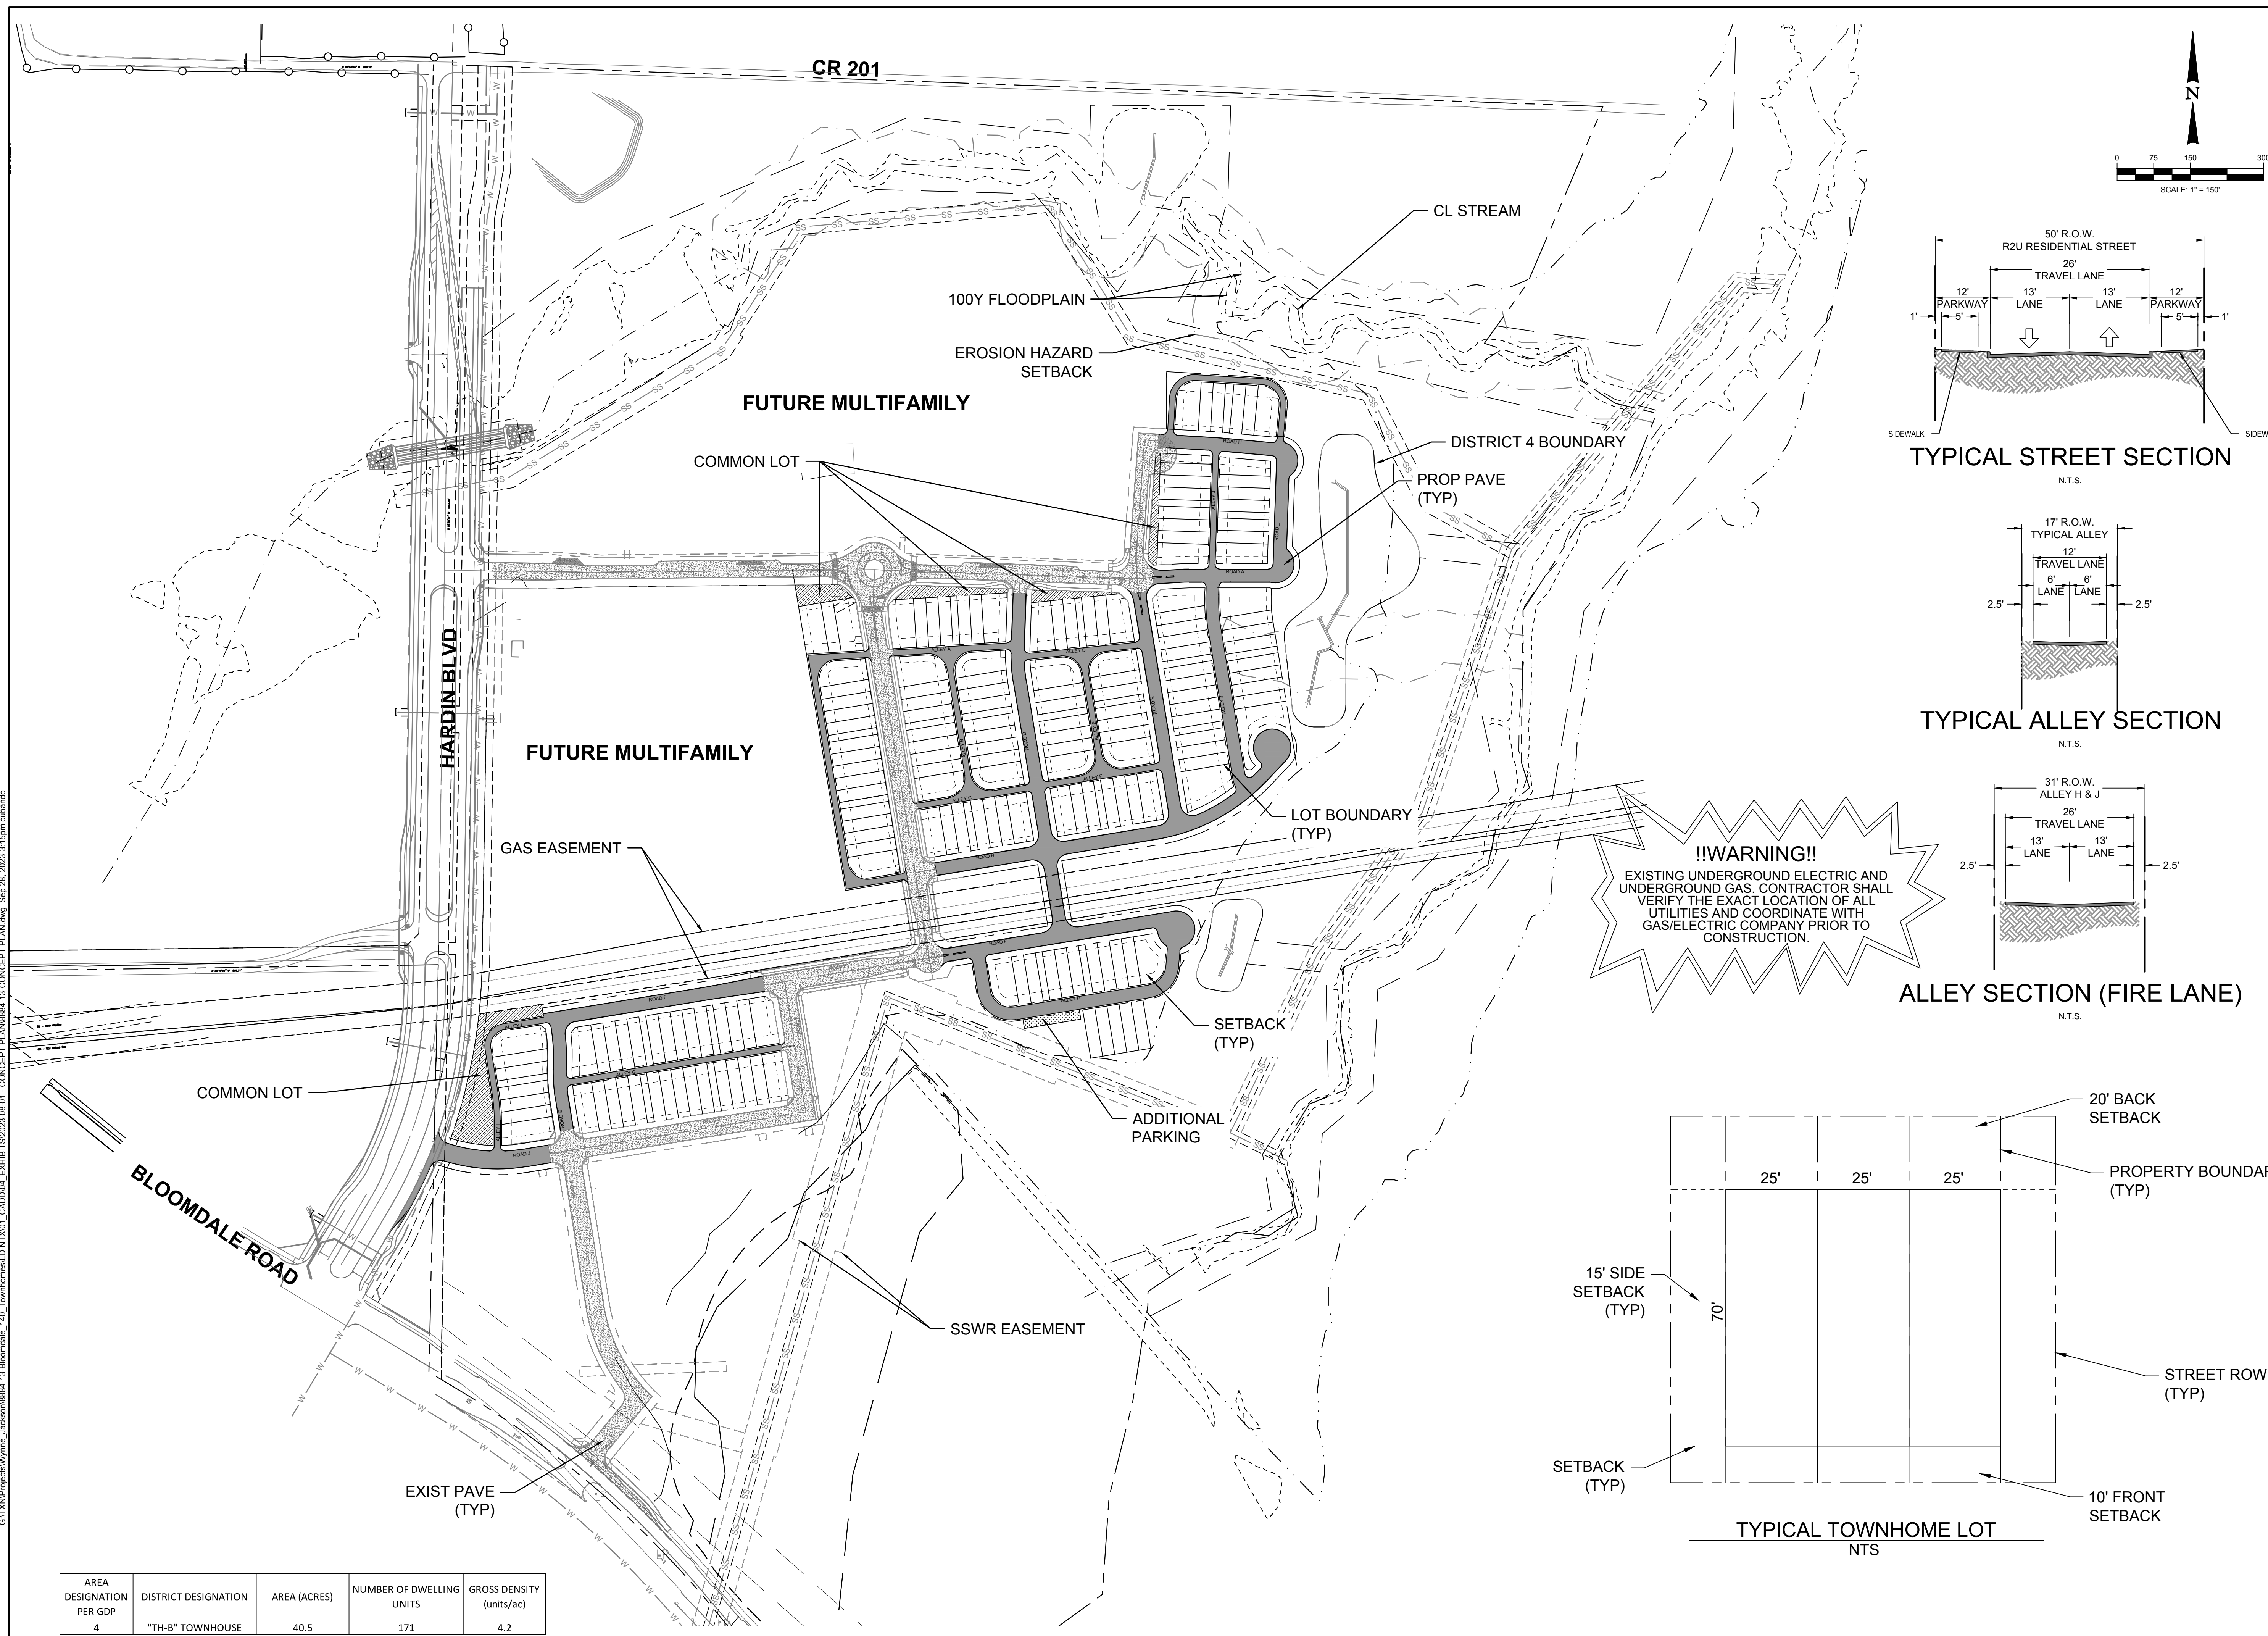 CR 201
N
0 75 150 300
SCALE: 1" = 150'
CL STREAM
100Y FLOODPLAIN
EROSION HAZARD
SETBACK
FUTURE MULTIFAMILY
COMMON LOT
DISTRICT 4 BOUNDARY
PROP PAVE
(TYP)
HARDIN BLVD
FUTURE MULTIFAMILY
LOT BOUNDARY
(TYP)
GAS EASEMENT
SETBACK
(TYP)
COMMON LOT
ADDITIONAL
PARKING
BLOOMDALE ROAD
SSWR EASEMENT
EXIST PAVE
(TYP)
ROAD A
ROAD B
ROAD F
ROAD F
ROAD J
ALLEY A
50' R.O.W.
R2U RESIDENTIAL STREET
26'
TRAVEL LANE
12' 13' 13' 12'
PARKWAY LANE LANE PARKWAY
1' 5' 5' 1'
SIDEWALK
TYPICAL STREET SECTION
N.T.S.
17' R.O.W.
TYPICAL ALLEY
12'
TRAVEL LANE
6' 6'
LANE LANE
2.5' 2.5'
TYPICAL ALLEY SECTION
N.T.S.
31' R.O.W.
ALLEY H & J
26'
TRAVEL LANE
13' 13'
LANE LANE
2.5' 2.5'
ALLEY SECTION (FIRE LANE)
N.T.S.
!!WARNING!!
EXISTING UNDERGROUND ELECTRIC AND
UNDERGROUND GAS. CONTRACTOR SHALL
VERIFY THE EXACT LOCATION OF ALL
UTILITIES AND COORDINATE WITH
GAS/ELECTRIC COMPANY PRIOR TO
CONSTRUCTION.
20' BACK
SETBACK
PROPERTY BOUNDAR
(TYP)
25' 25' 25'
15' SIDE
SETBACK
(TYP)
70'
STREET ROW
(TYP)
SETBACK
(TYP)
10' FRONT
SETBACK
TYPICAL TOWNHOME LOT
NTS
AREA DESIGNATION PER GDP DISTRICT DESIGNATION AREA (ACRES) NUMBER OF DWELLING UNITS GROSS DENSITY (units/ac)
4 "TH-B" TOWNHOUSE 40.5 171 4.2